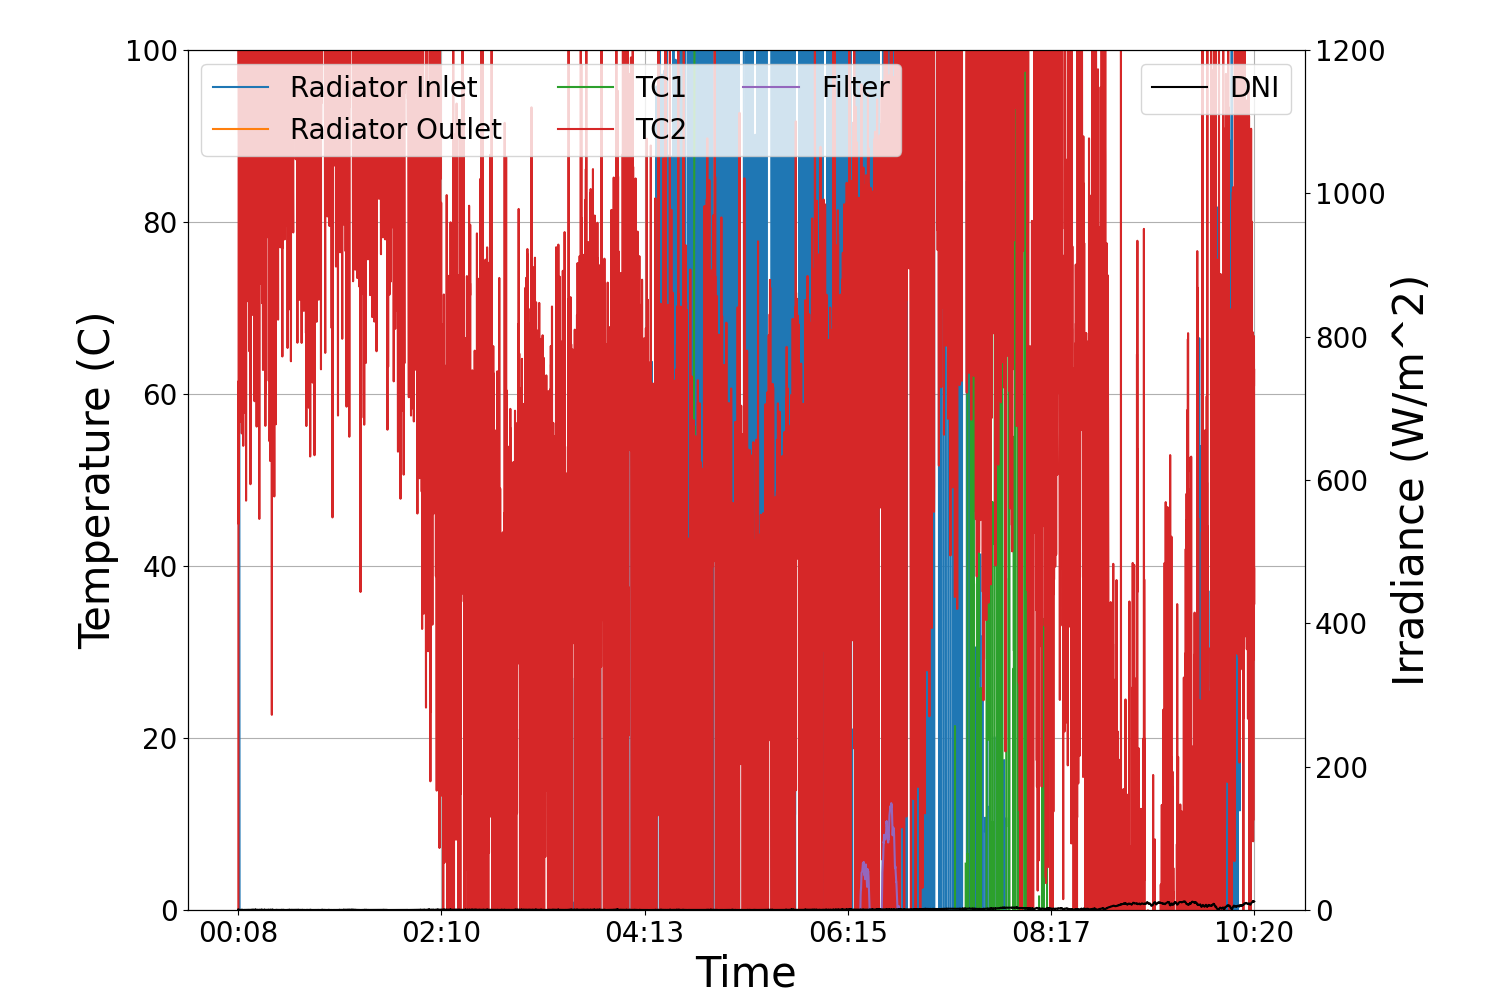 Radiator Inlet
Radiator Outlet
TC1
TC2
Filter
DNI
Temperature (C)
100
80
60
40
20
0
Irradiance (W/m^2)
1200
1000
800
600
400
200
0
00:08 02:10 04:13 06:15 08:17 10:20
Time